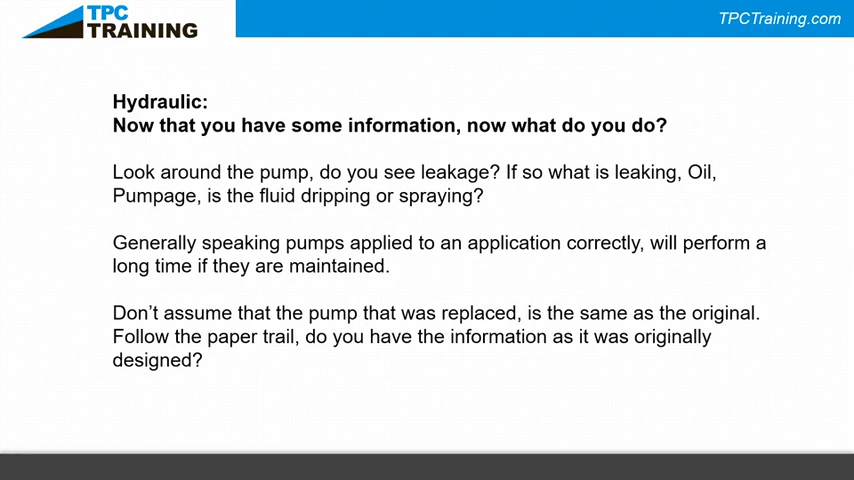 TPC
TRAINING
TPCTraining.com
Hydraulic:
Now that you have some information, now what do you do?
Look around the pump, do you see leakage? If so what is leaking, Oil,
Pumpage, is the fluid dripping or spraying?
Generally speaking pumps applied to an application correctly, will perform a
long time if they are maintained.
Don’t assume that the pump that was replaced, is the same as the original.
Follow the paper trail, do you have the information as it was originally
designed?